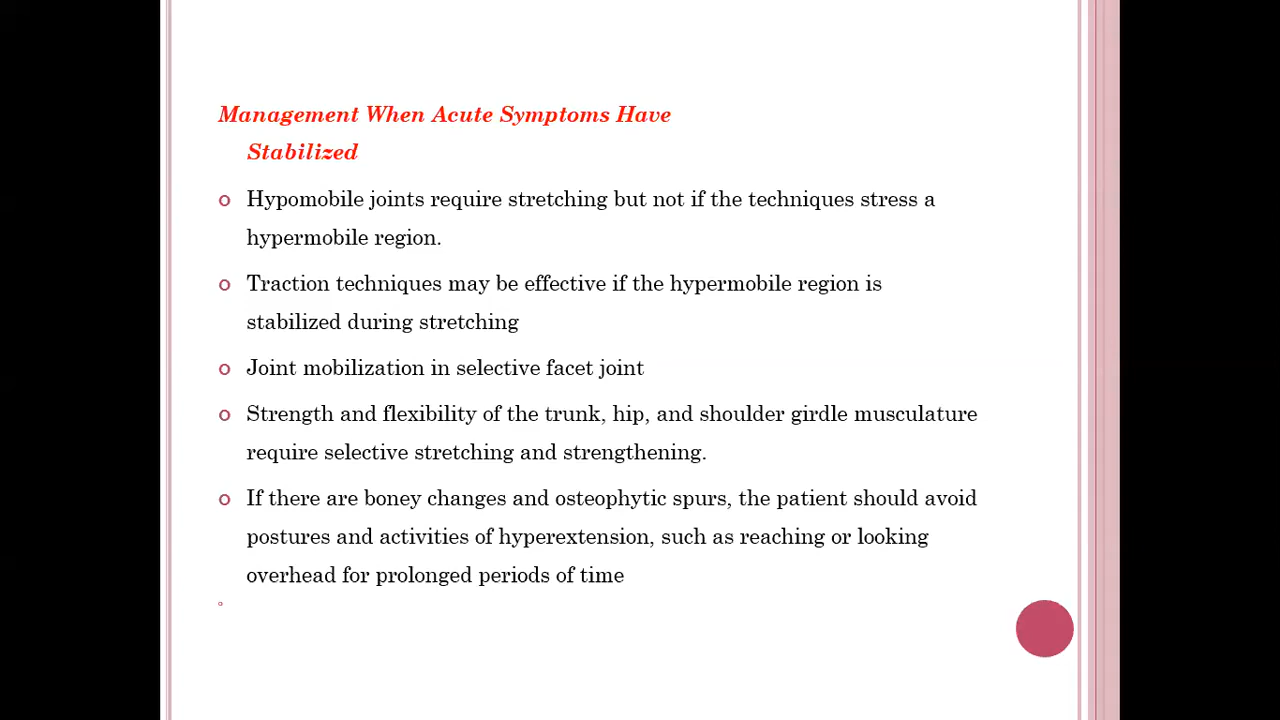 Management When Acute Symptoms Have
Stabilized
Hypomobile joints require stretching but not if the techniques stress a
hypermobile region.
Traction techniques may be effective if the hypermobile region is
stabilized during stretching
Joint mobilization in selective facet joint
Strength and flexibility of the trunk, hip, and shoulder girdle musculature
require selective stretching and strengthening.
If there are boney changes and osteophytic spurs, the patient should avoid
postures and activities of hyperextension, such as reaching or looking
overhead for prolonged periods of time